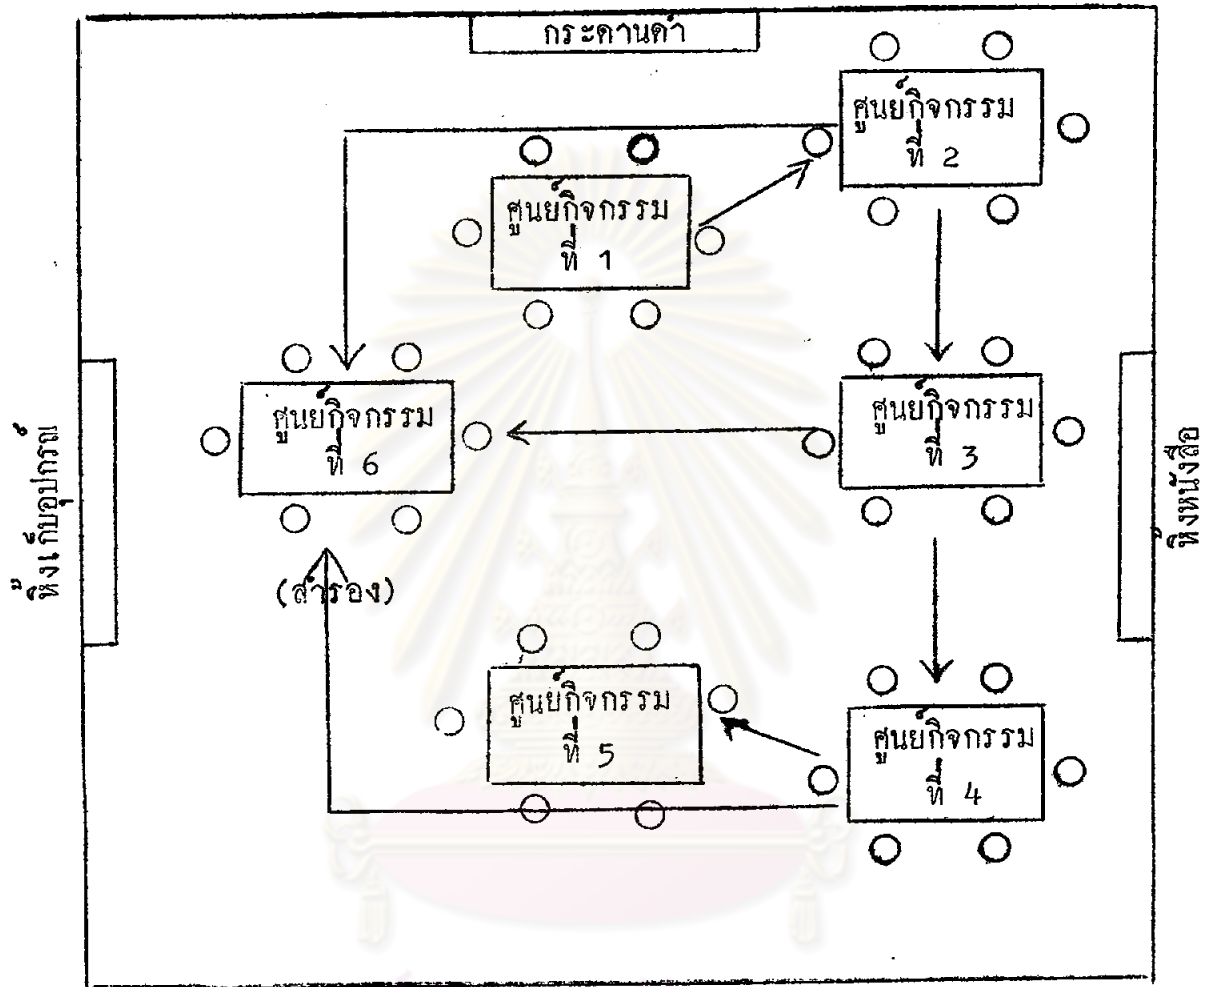 กระดานดำ
ศูนย์กิจกรรม
ที่ 2
ศูนย์กิจกรรม
ที่ 1
ศูนย์กิจกรรม
ที่ 6
(สำรอง)
ศูนย์กิจกรรม
ที่ 3
ศูนย์กิจกรรม
ที่ 5
ศูนย์กิจกรรม
ที่ 4
หิ้งเก็บอุปกรณ์
หิ้งหนังสือ